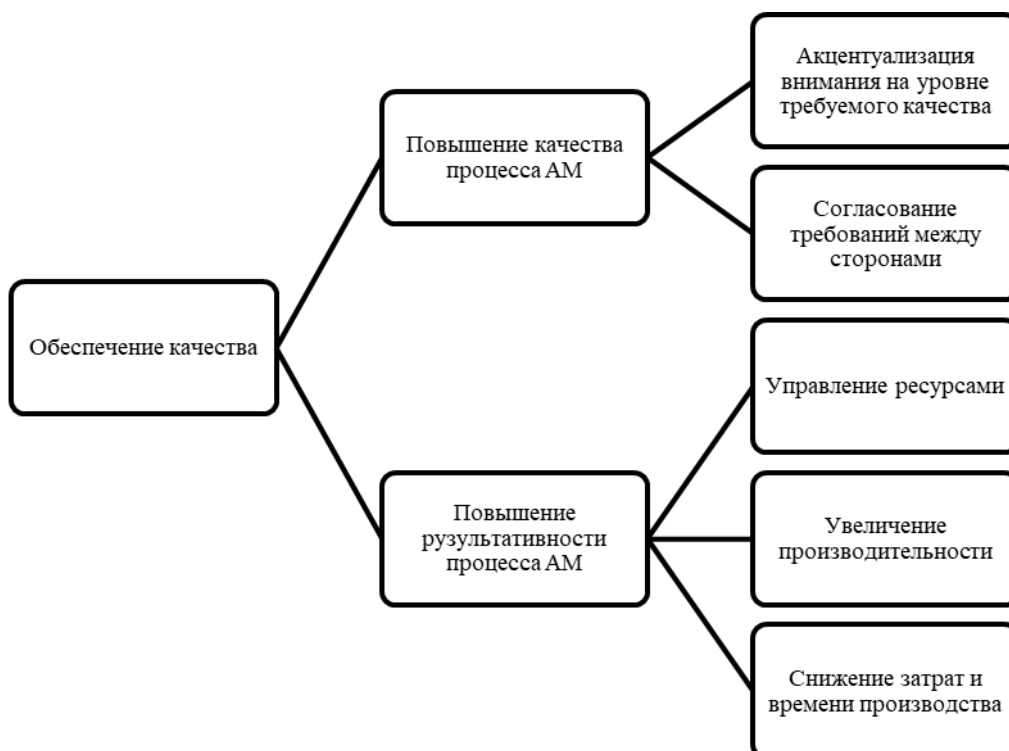 Обеспечение качества
Повышение качества
процесса АМ
Акцентуализация
внимания на уровне
требуемого качества
Согласование
требований между
сторонами
Повышение
рузультативности
процесса АМ
Управление ресурсами
Увеличение
производительности
Снижение затрат и
времени производства